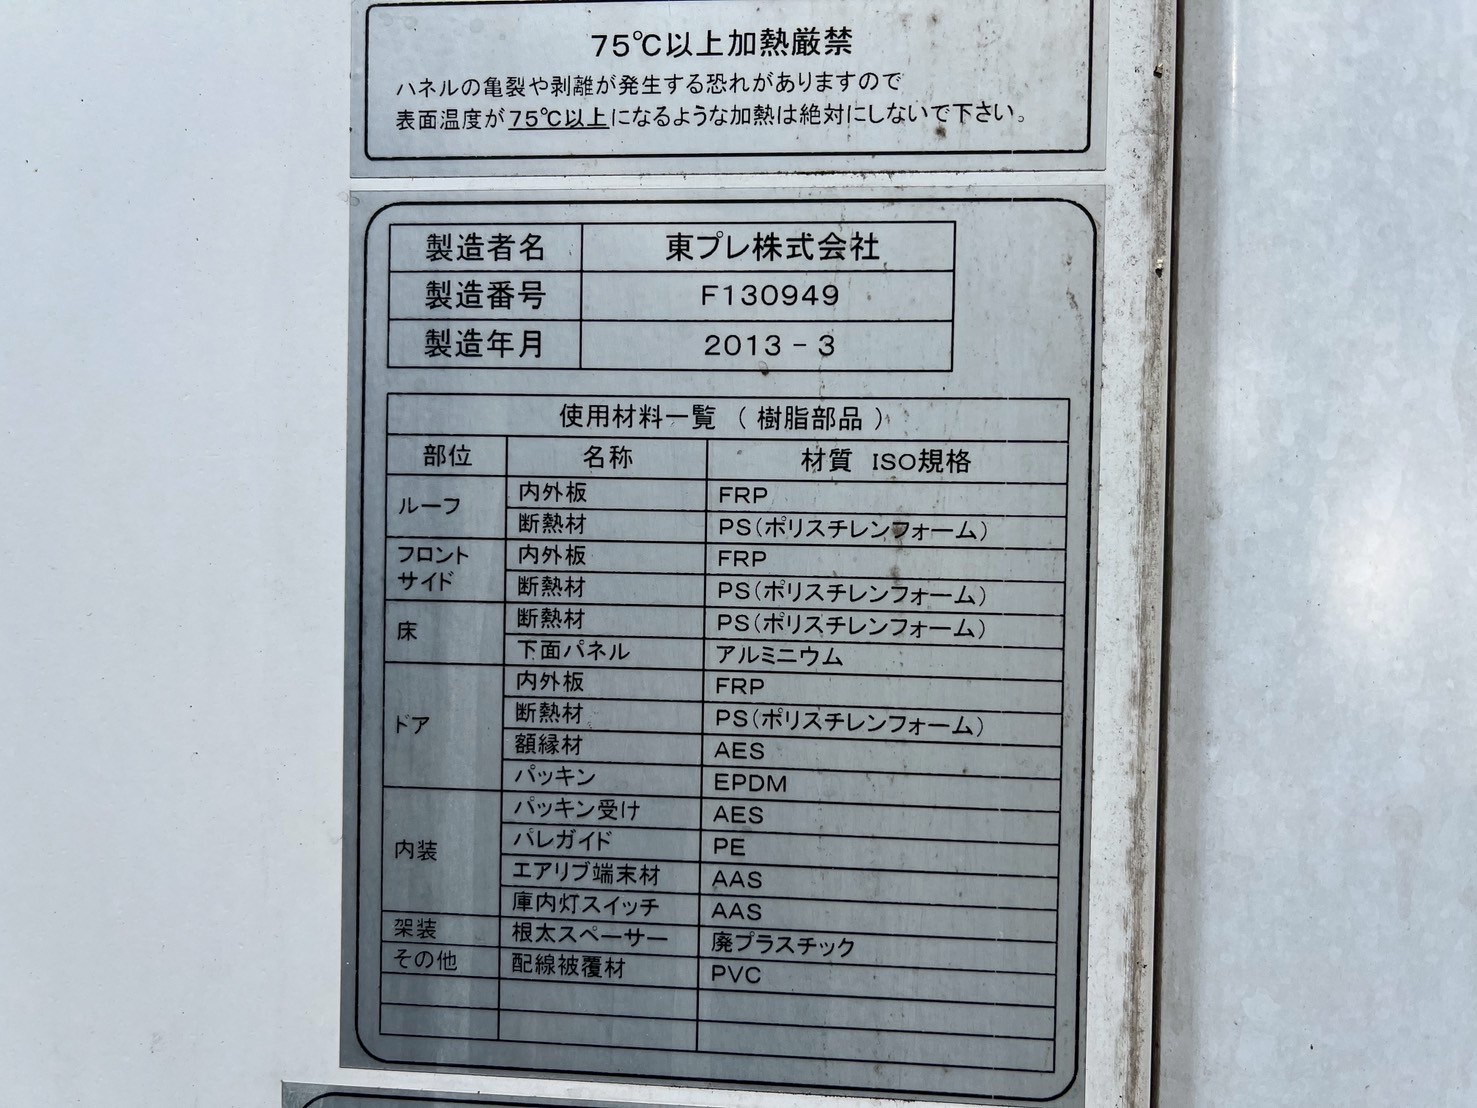 75℃以上加熱厳禁
ハネルの亀裂や剥離が発生する恐れがありますので
表面温度が75℃以上になるような加熱は絶対にしないで下さい。
製造者名 東プレ株式会社
製造番号 F130949
製造年月 2013-3
使用材料一覧（樹脂部品）
部位 名称 材質 ISO規格
ルーフ 内外板 FRP
断熱材 PS(ポリスチレンフォーム)
フロント
サイド 内外板 FRP
断熱材 PS(ポリスチレンフォーム)
床 断熱材 PS(ポリスチレンフォーム)
下面パネル アルミニウム
ドア 内外板 FRP
断熱材 PS(ポリスチレンフォーム)
額縁材 AES
パッキン EPDM
内装 パッキン受け AES
パレガイド PE
エアリブ端末材 AAS
庫内灯スイッチ AAS
架装 根太スペーサー 廃プラスチック
その他 配線被覆材 PVC